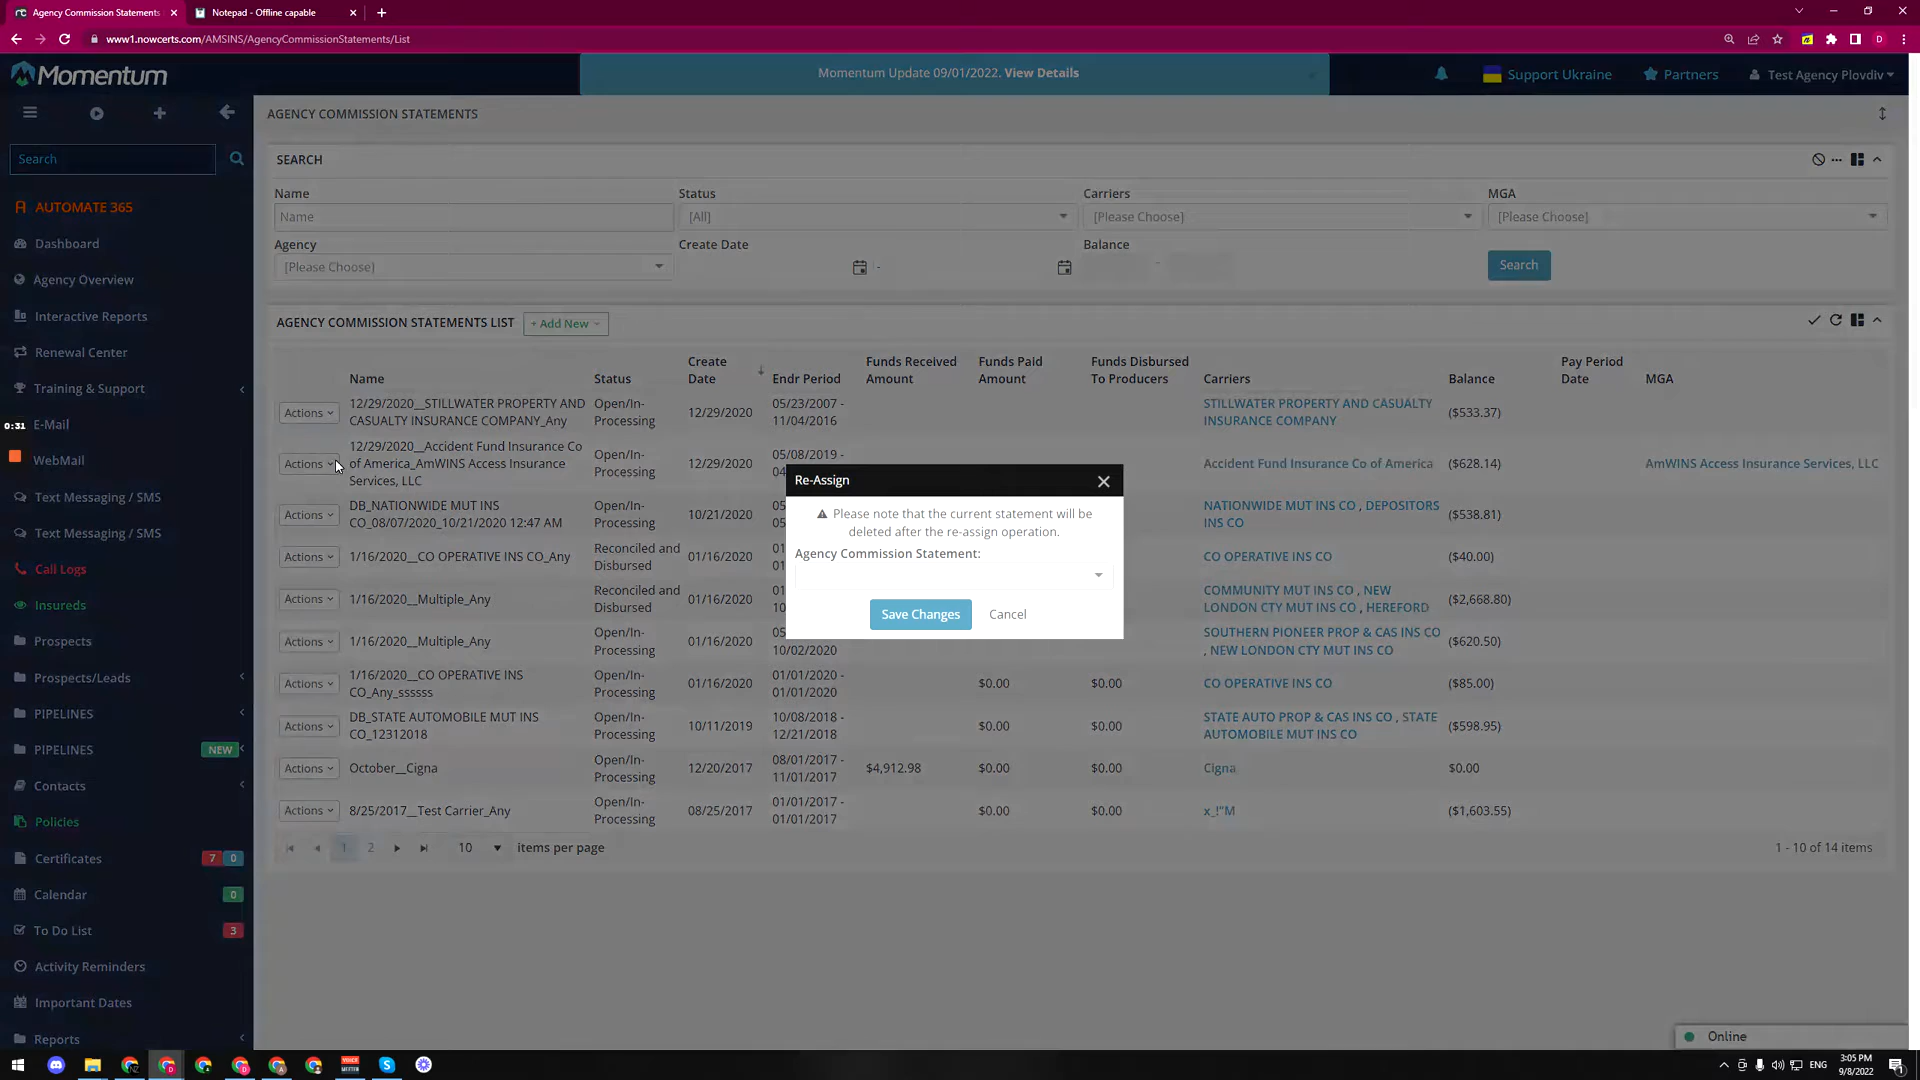 Agency Commission Statements
Notepad - Offline capable
www1.nowcerts.com/AMSINS/AgencyCommissionStatements/List
Momentum
Momentum Update 09/01/2022. View Details
Support Ukraine
Partners
Test Agency Plovdiv
AGENCY COMMISSION STATEMENTS
Search
AUTOMATE 365
Dashboard
Agency Overview
Interactive Reports
Renewal Center
Training & Support
0:31
E-Mail
WebMail
Text Messaging / SMS
Text Messaging / SMS
Call Logs
Insureds
Prospects
Prospects/Leads
PIPELINES
PIPELINES NEW
Contacts
Policies
Certificates 7 0
Calendar 0
To Do List 3
Activity Reminders
Important Dates
Reports
SEARCH
Name Status Carriers MGA
Name [All] [Please Choose] [Please Choose]
Agency Create Date Balance
[Please Choose] - - Search
AGENCY COMMISSION STATEMENTS LIST + Add New
Name Status Create Date Endr Period Funds Received Amount Funds Paid Amount Funds Disbursed To Producers Carriers Balance Pay Period Date MGA
Actions 12/29/2020__STILLWATER PROPERTY AND CASUALTY INSURANCE COMPANY_Any Open/In-Processing 12/29/2020 05/23/2007 - 11/04/2016 STILLWATER PROPERTY AND CASUALTY INSURANCE COMPANY ($533.37)
Actions 12/29/2020__Accident Fund Insurance Co of America_AmWINS Access Insurance Services, LLC Open/In-Processing 12/29/2020 05/08/2019 - Accident Fund Insurance Co of America ($628.14) AmWINS Access Insurance Services, LLC
Actions DB_NATIONWIDE MUT INS CO_08/07/2020_10/21/2020 12:47 AM Open/In-Processing 10/21/2020 NATIONWIDE MUT INS CO , DEPOSITORS INS CO ($538.81)
Actions 1/16/2020__CO OPERATIVE INS CO_Any Reconciled and Disbursed 01/16/2020 CO OPERATIVE INS CO ($40.00)
Actions 1/16/2020__Multiple_Any Reconciled and Disbursed 01/16/2020 COMMUNITY MUT INS CO , NEW LONDON CTY MUT INS CO , HEREFORD ($2,668.80)
Actions 1/16/2020__Multiple_Any Open/In-Processing 01/16/2020 10/02/2020 SOUTHERN PIONEER PROP & CAS INS CO , NEW LONDON CTY MUT INS CO ($620.50)
Actions 1/16/2020__CO OPERATIVE INS CO_Any_ssssss Open/In-Processing 01/16/2020 01/01/2020 - 01/01/2020 $0.00 $0.00 CO OPERATIVE INS CO ($85.00)
Actions DB_STATE AUTOMOBILE MUT INS CO_12312018 Open/In-Processing 10/11/2019 10/08/2018 - 12/21/2018 $0.00 $0.00 STATE AUTO PROP & CAS INS CO , STATE AUTOMOBILE MUT INS CO ($598.95)
Actions October__Cigna Open/In-Processing 12/20/2017 08/01/2017 - 11/01/2017 $4,912.98 $0.00 $0.00 Cigna $0.00
Actions 8/25/2017__Test Carrier_Any Open/In-Processing 08/25/2017 01/01/2017 - 01/01/2017 $0.00 $0.00 x_!"M ($1,603.55)
1 2 10 items per page 1 - 10 of 14 items
Re-Assign
Please note that the current statement will be
deleted after the re-assign operation.
Agency Commission Statement:
Save Changes Cancel
Online
ENG
3:05 PM
9/8/2022